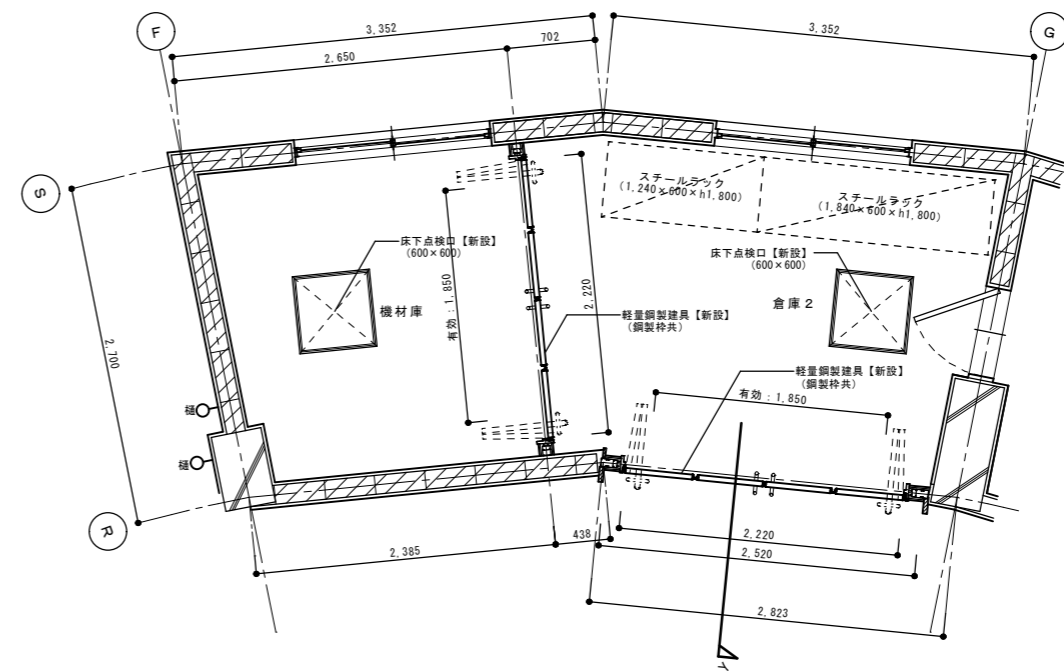 F
3,352
2,650
702
3,352
G
S
スチールラック
(1,240×600×h1,800)
スチールラック
(1,840×600×h1,800)
床下点検口【新設】
(600×600)
有効:1,850
2,220
床下点検口【新設】
(600×600)
機材庫
倉庫2
軽量鋼製建具【新設】
(鋼製枠共)
2,700
軽量鋼製建具【新設】
(鋼製枠共)
有効:1,850
樋
樋
R
2,385
438
2,220
2,520
2,823
イ